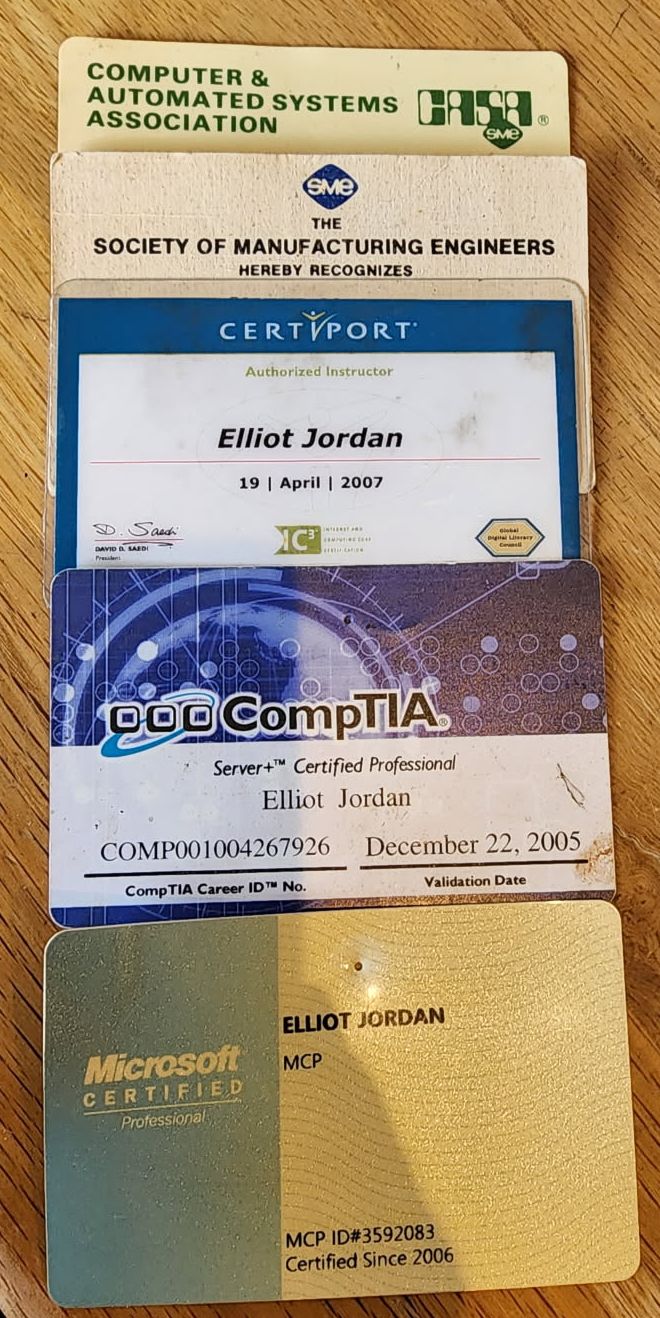 COMPUTER &
AUTOMATED SYSTEMS
ASSOCIATION
CASA
SME
®
SME
THE
SOCIETY OF MANUFACTURING ENGINEERS
HEREBY RECOGNIZES
CERTIPORT
Authorized Instructor
Elliot Jordan
19 | April | 2007
D. Saedi
DAVID D. SAEDI
President
IC³
INTERNET AND
COMPUTING CORE
CERTIFICATION
Global
Digital Literacy
Council
CompTIA®
Server+™ Certified Professional
Elliot Jordan
COMP001004267926 December 22, 2005
CompTIA Career ID™ No. Validation Date
Microsoft
CERTIFIED
Professional
ELLIOT JORDAN
MCP
MCP ID#3592083
Certified Since 2006